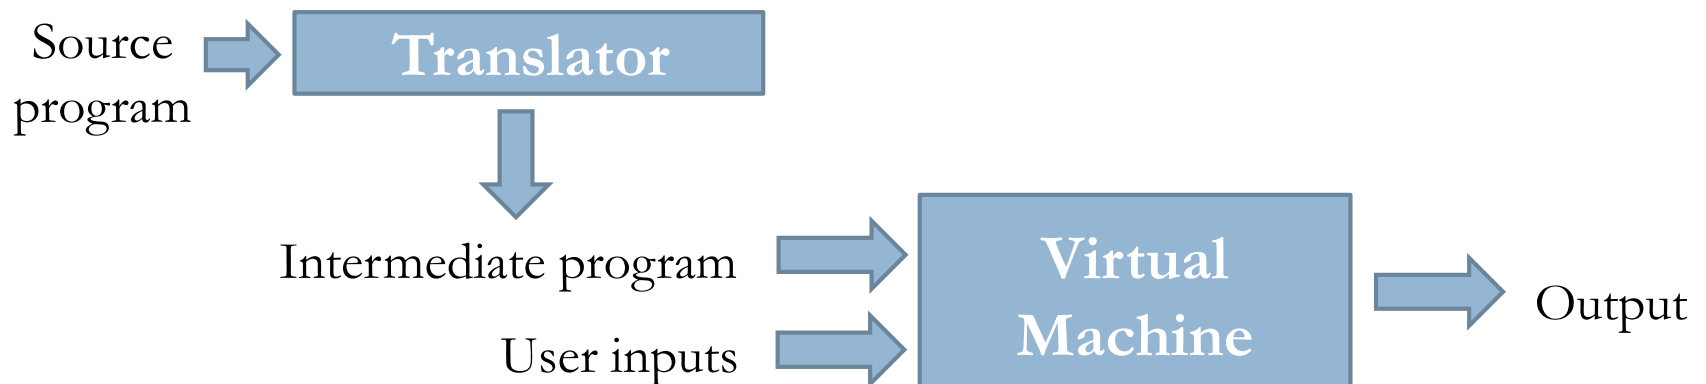 Source
program
Translator
Intermediate program
User inputs
Virtual
Machine
Output